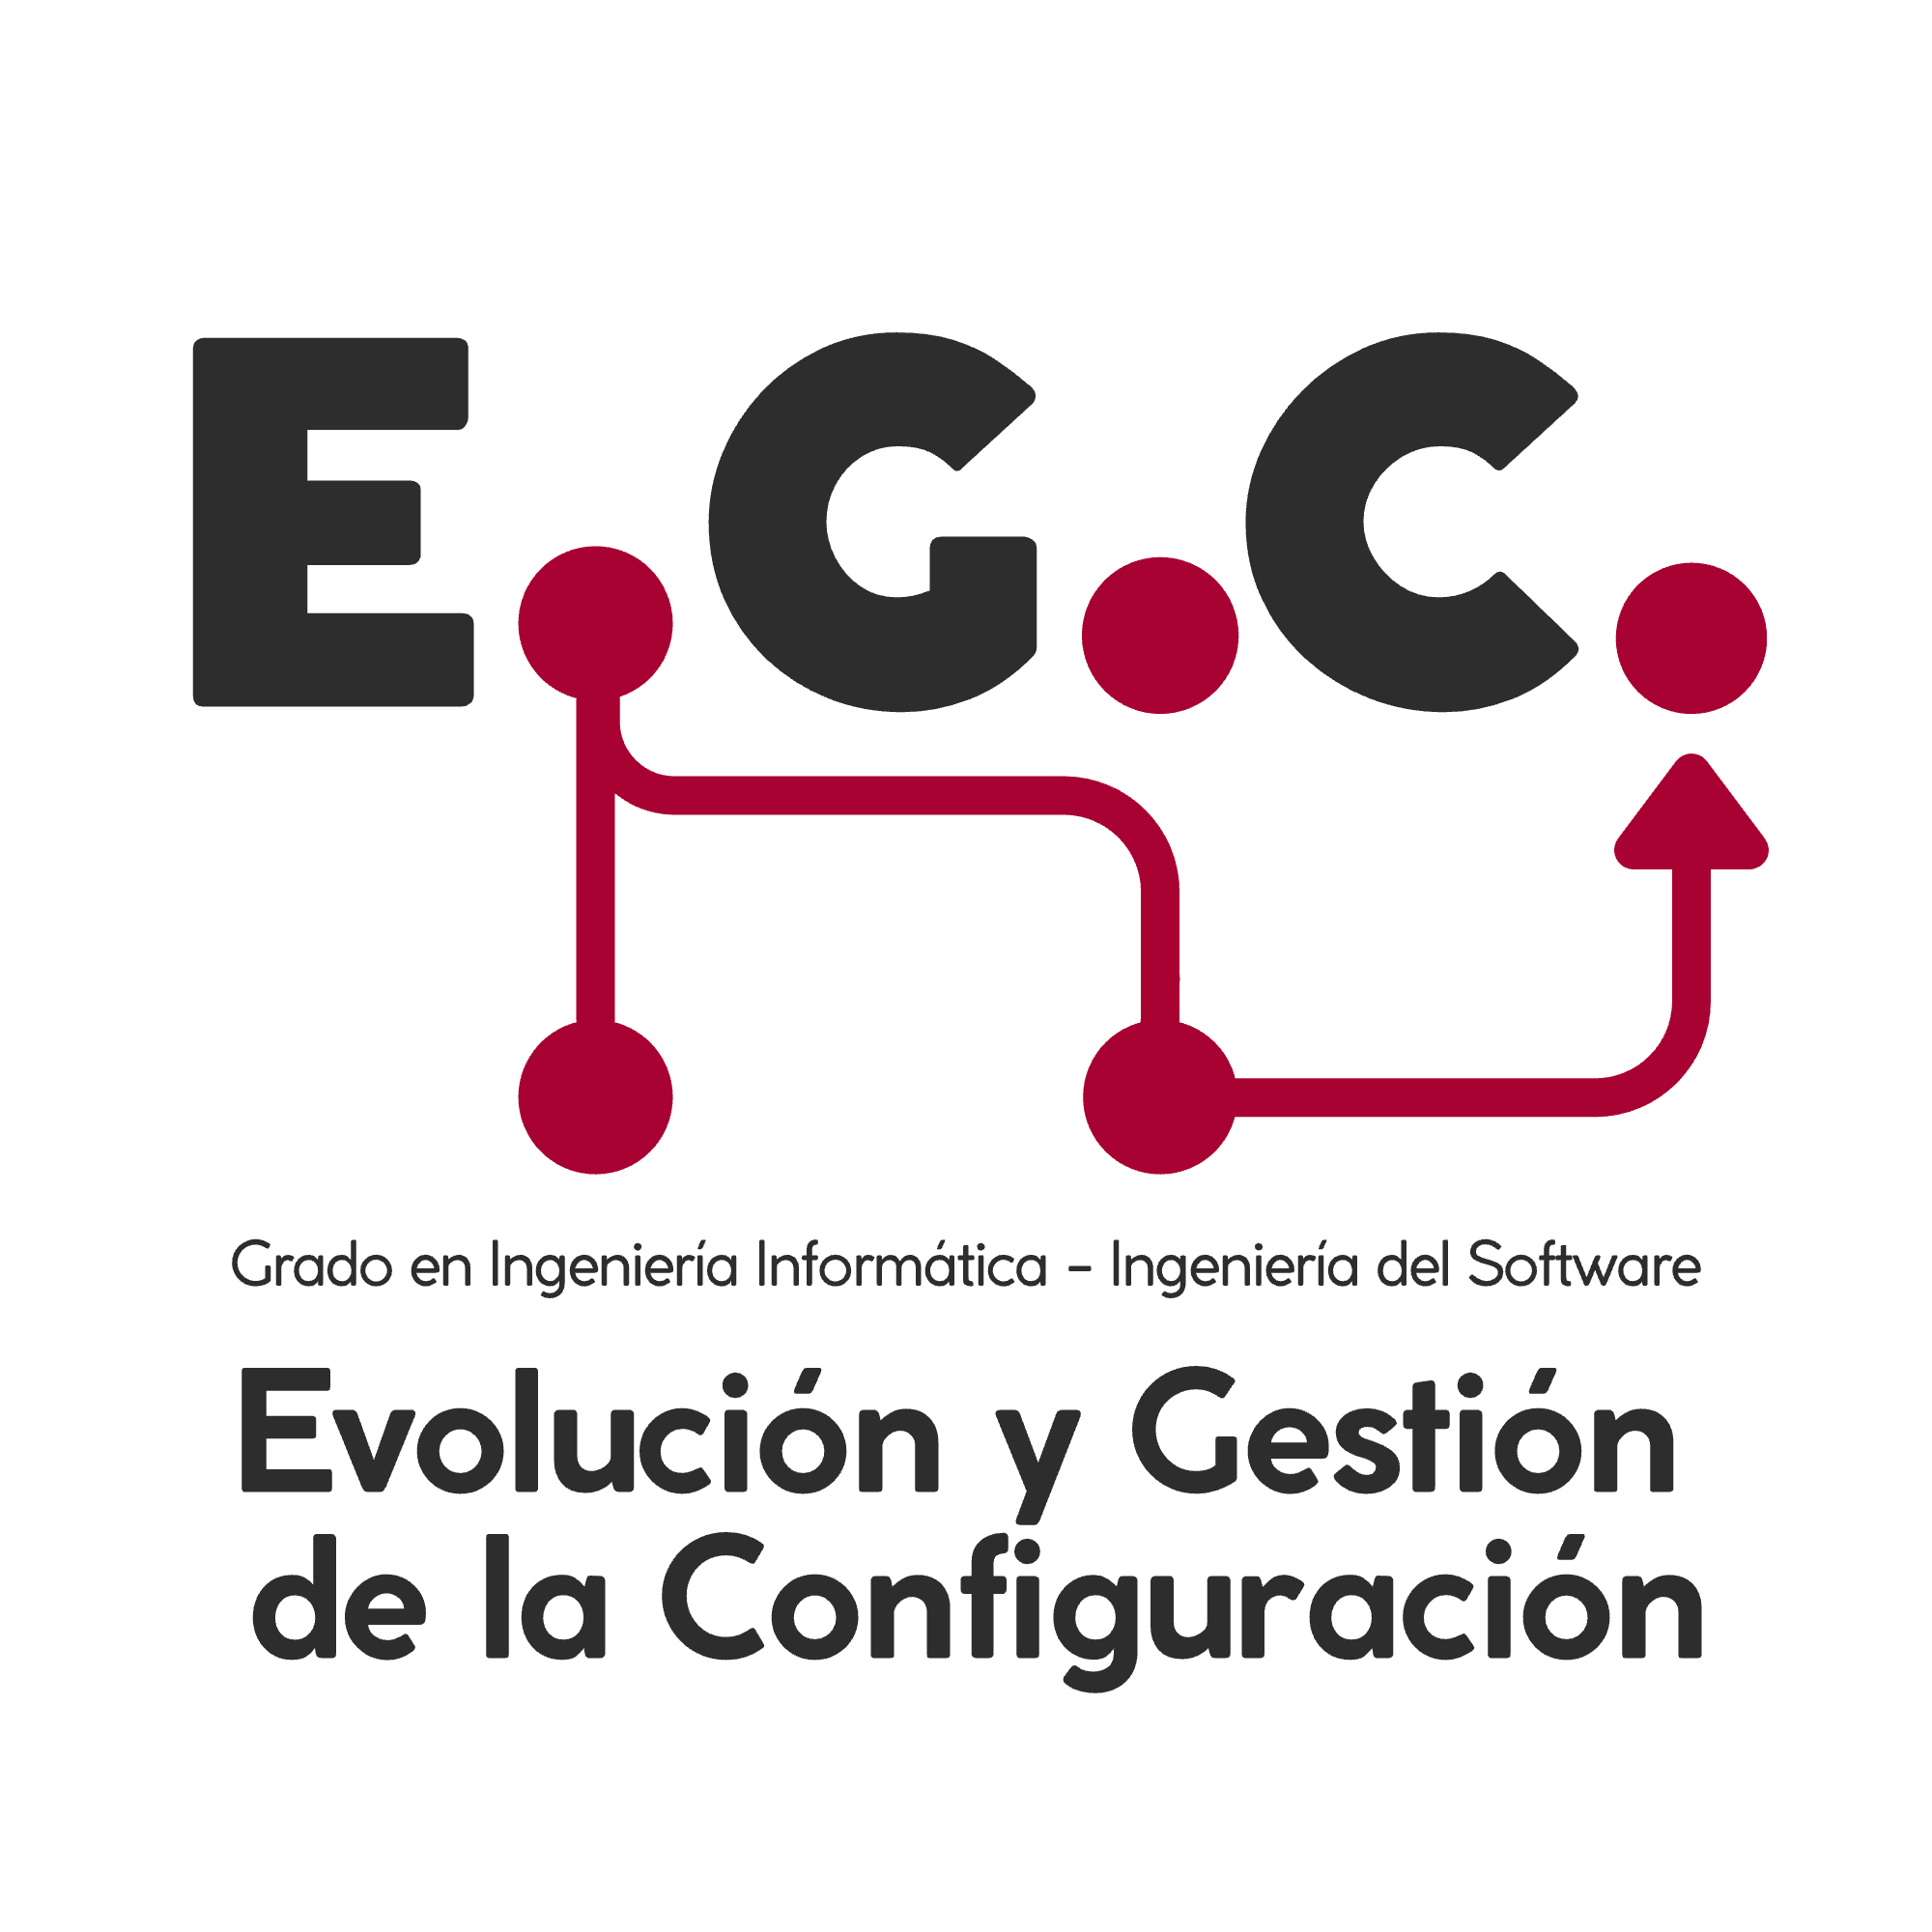 E.G.C.
Grado en Ingeniería Informática – Ingeniería del Software
Evolución y Gestión
de la Configuración